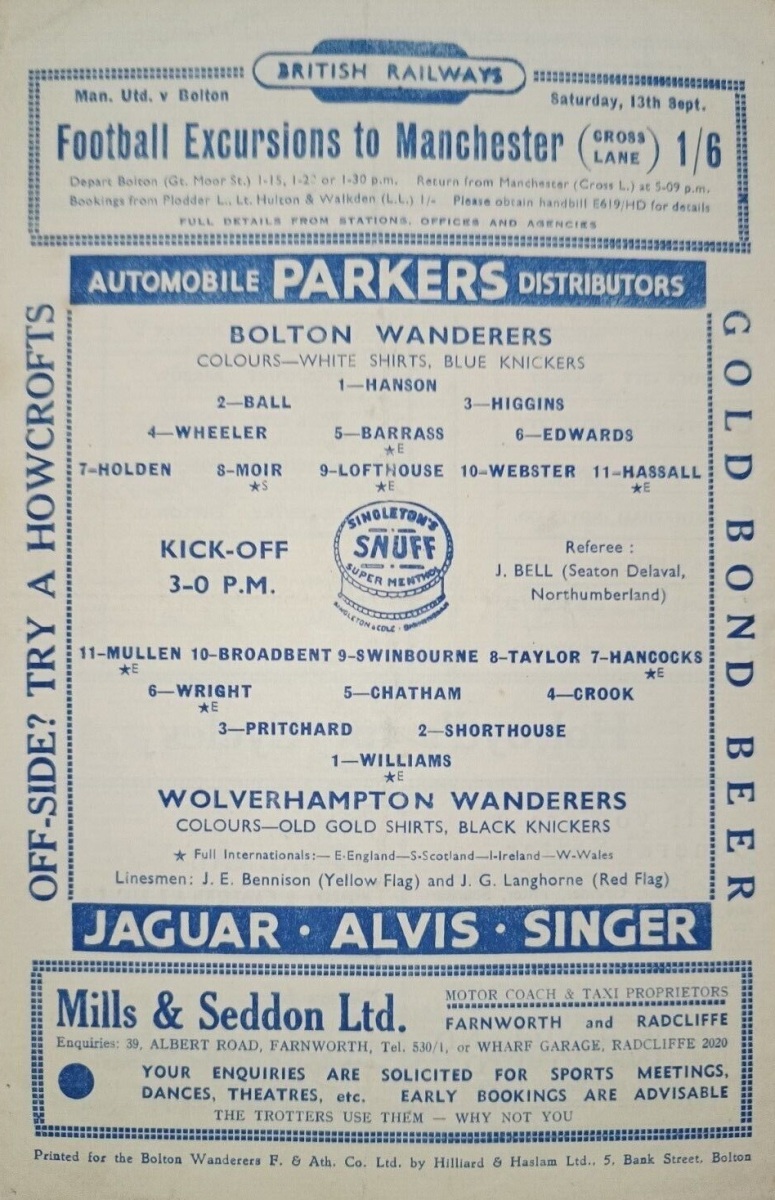 BRITISH RAILWAYS
Man. Utd. v Bolton Saturday, 13th Sept.
Football Excursions to Manchester (CROSS LANE) 1/6
Depart Bolton (Gt. Moor St.) 1-15, or 1-30 p.m. Return from Manchester (Cross L.) at 5-09 p.m.
Bookings from Plodder L., Lt. Hulton & Walkden (L.L.) 1/- Please obtain handbill E619/HD for details
FULL DETAILS FROM STATIONS, OFFICES AND AGENCIES
AUTOMOBILE PARKERS DISTRIBUTORS
OFF-SIDE? TRY A HOWCROFTS
BOLTON WANDERERS
COLOURS—WHITE SHIRTS, BLUE KNICKERS
1—HANSON
2—BALL 3—HIGGINS
4—WHEELER 5—BARRASS 6—EDWARDS
★E
7-HOLDEN 8-MOIR 9-LOFTHOUSE 10-WEBSTER 11-HASSALL
★S ★E ★E
KICK-OFF
3-0 P.M.
SINGLETON'S
SNUFF
SUPER MENTHOL
SINGLETON & COLE · BIRMINGHAM
Referee :
J. BELL (Seaton Delaval,
Northumberland)
11-MULLEN 10-BROADBENT 9-SWINBOURNE 8-TAYLOR 7-HANCOCKS
★E ★E
6—WRIGHT 5—CHATHAM 4—CROOK
★E
3—PRITCHARD 2—SHORTHOUSE
1—WILLIAMS
★E
WOLVERHAMPTON WANDERERS
COLOURS—OLD GOLD SHIRTS, BLACK KNICKERS
★ Full Internationals:— E-England—S-Scotland—I-Ireland—W-Wales
Linesmen: J. E. Bennison (Yellow Flag) and J. G. Langhorne (Red Flag)
GOLD BOND BEER
JAGUAR · ALVIS · SINGER
Mills & Seddon Ltd. MOTOR COACH & TAXI PROPRIETORS
FARNWORTH and RADCLIFFE
Enquiries: 39, ALBERT ROAD, FARNWORTH, Tel. 530/1, or WHARF GARAGE, RADCLIFFE 2020
YOUR ENQUIRIES ARE SOLICITED FOR SPORTS MEETINGS,
DANCES, THEATRES, etc. EARLY BOOKINGS ARE ADVISABLE
THE TROTTERS USE THEM — WHY NOT YOU
Printed for the Bolton Wanderers F. & Ath. Co. Ltd. by Hilliard & Haslam Ltd., 5, Bank Street, Bolton